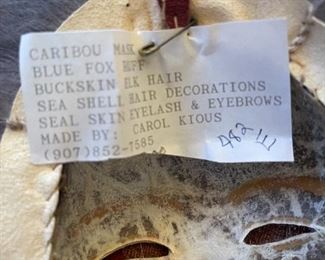 CARIBOU MASK
BLUE FOX RUFF
BUCKSKIN ELK HAIR
SEA SHELL HAIR DECORATIONS
SEAL SKIN EYELASH & EYEBROWS
MADE BY: CAROL KIOUS
(907)852-7585